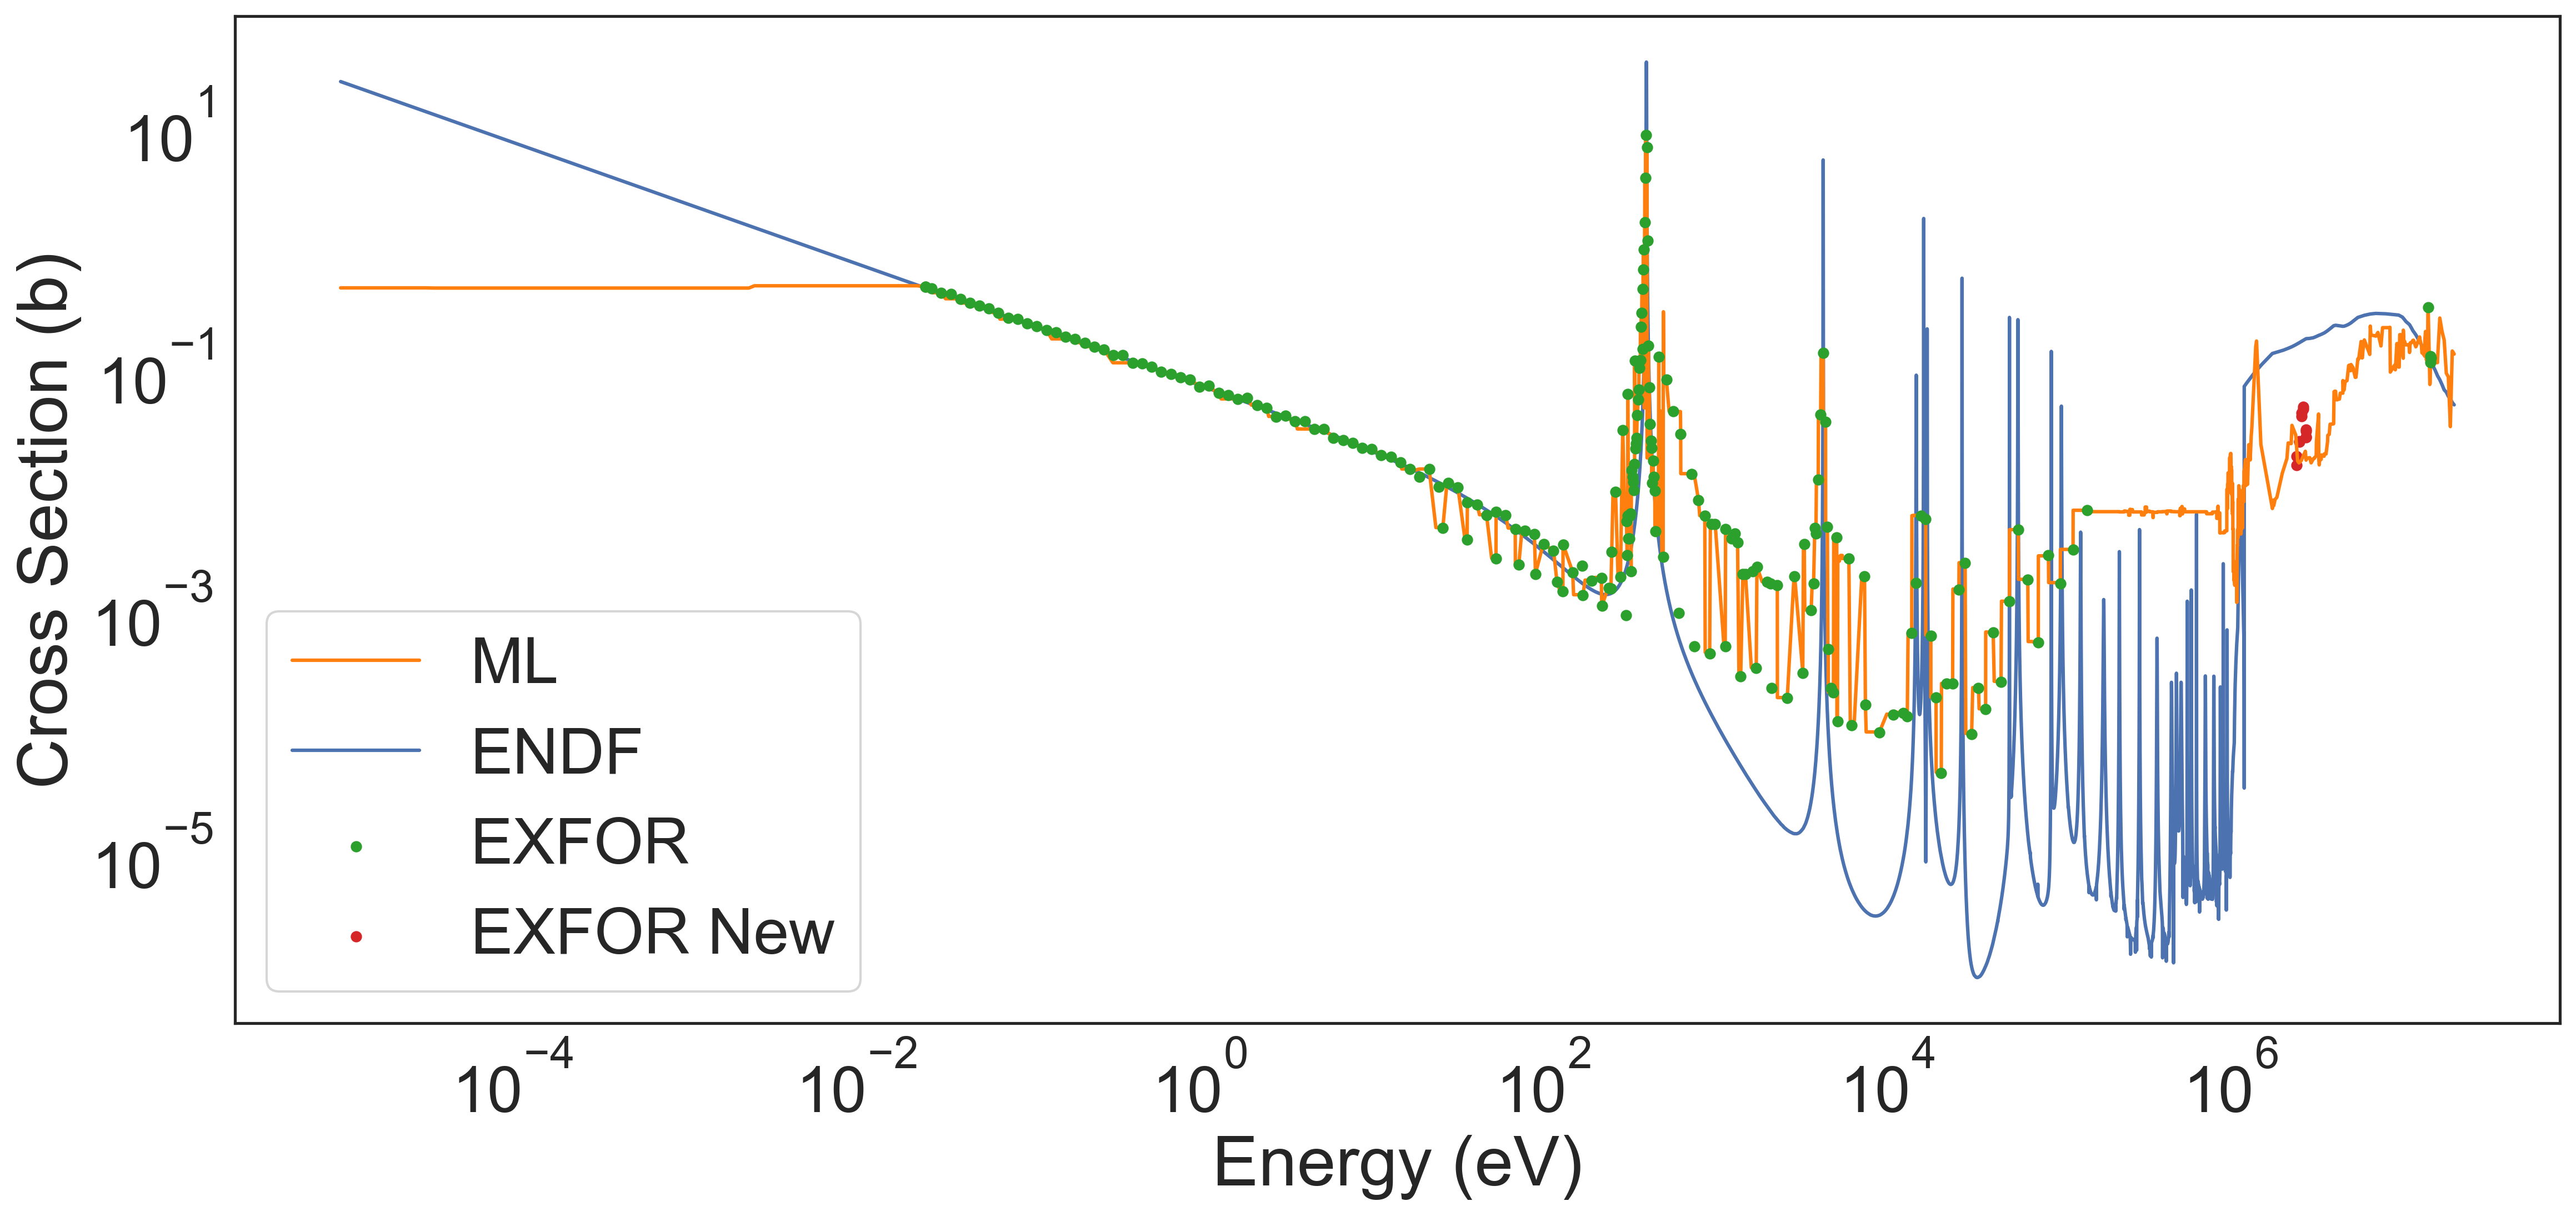 Cross Section (b)
10^1
10^−1
10^−3
10^−5
ML
ENDF
EXFOR
EXFOR New
10^−4 10^−2 10^0 10^2 10^4 10^6
Energy (eV)